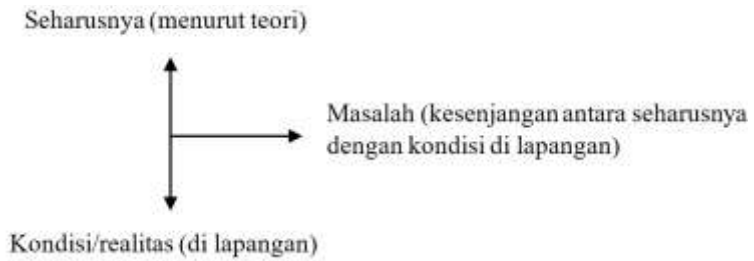 Seharusnya (menurut teori)
Masalah (kesenjangan antara seharusnya
dengan kondisi di lapangan)
Kondisi/realitas (di lapangan)